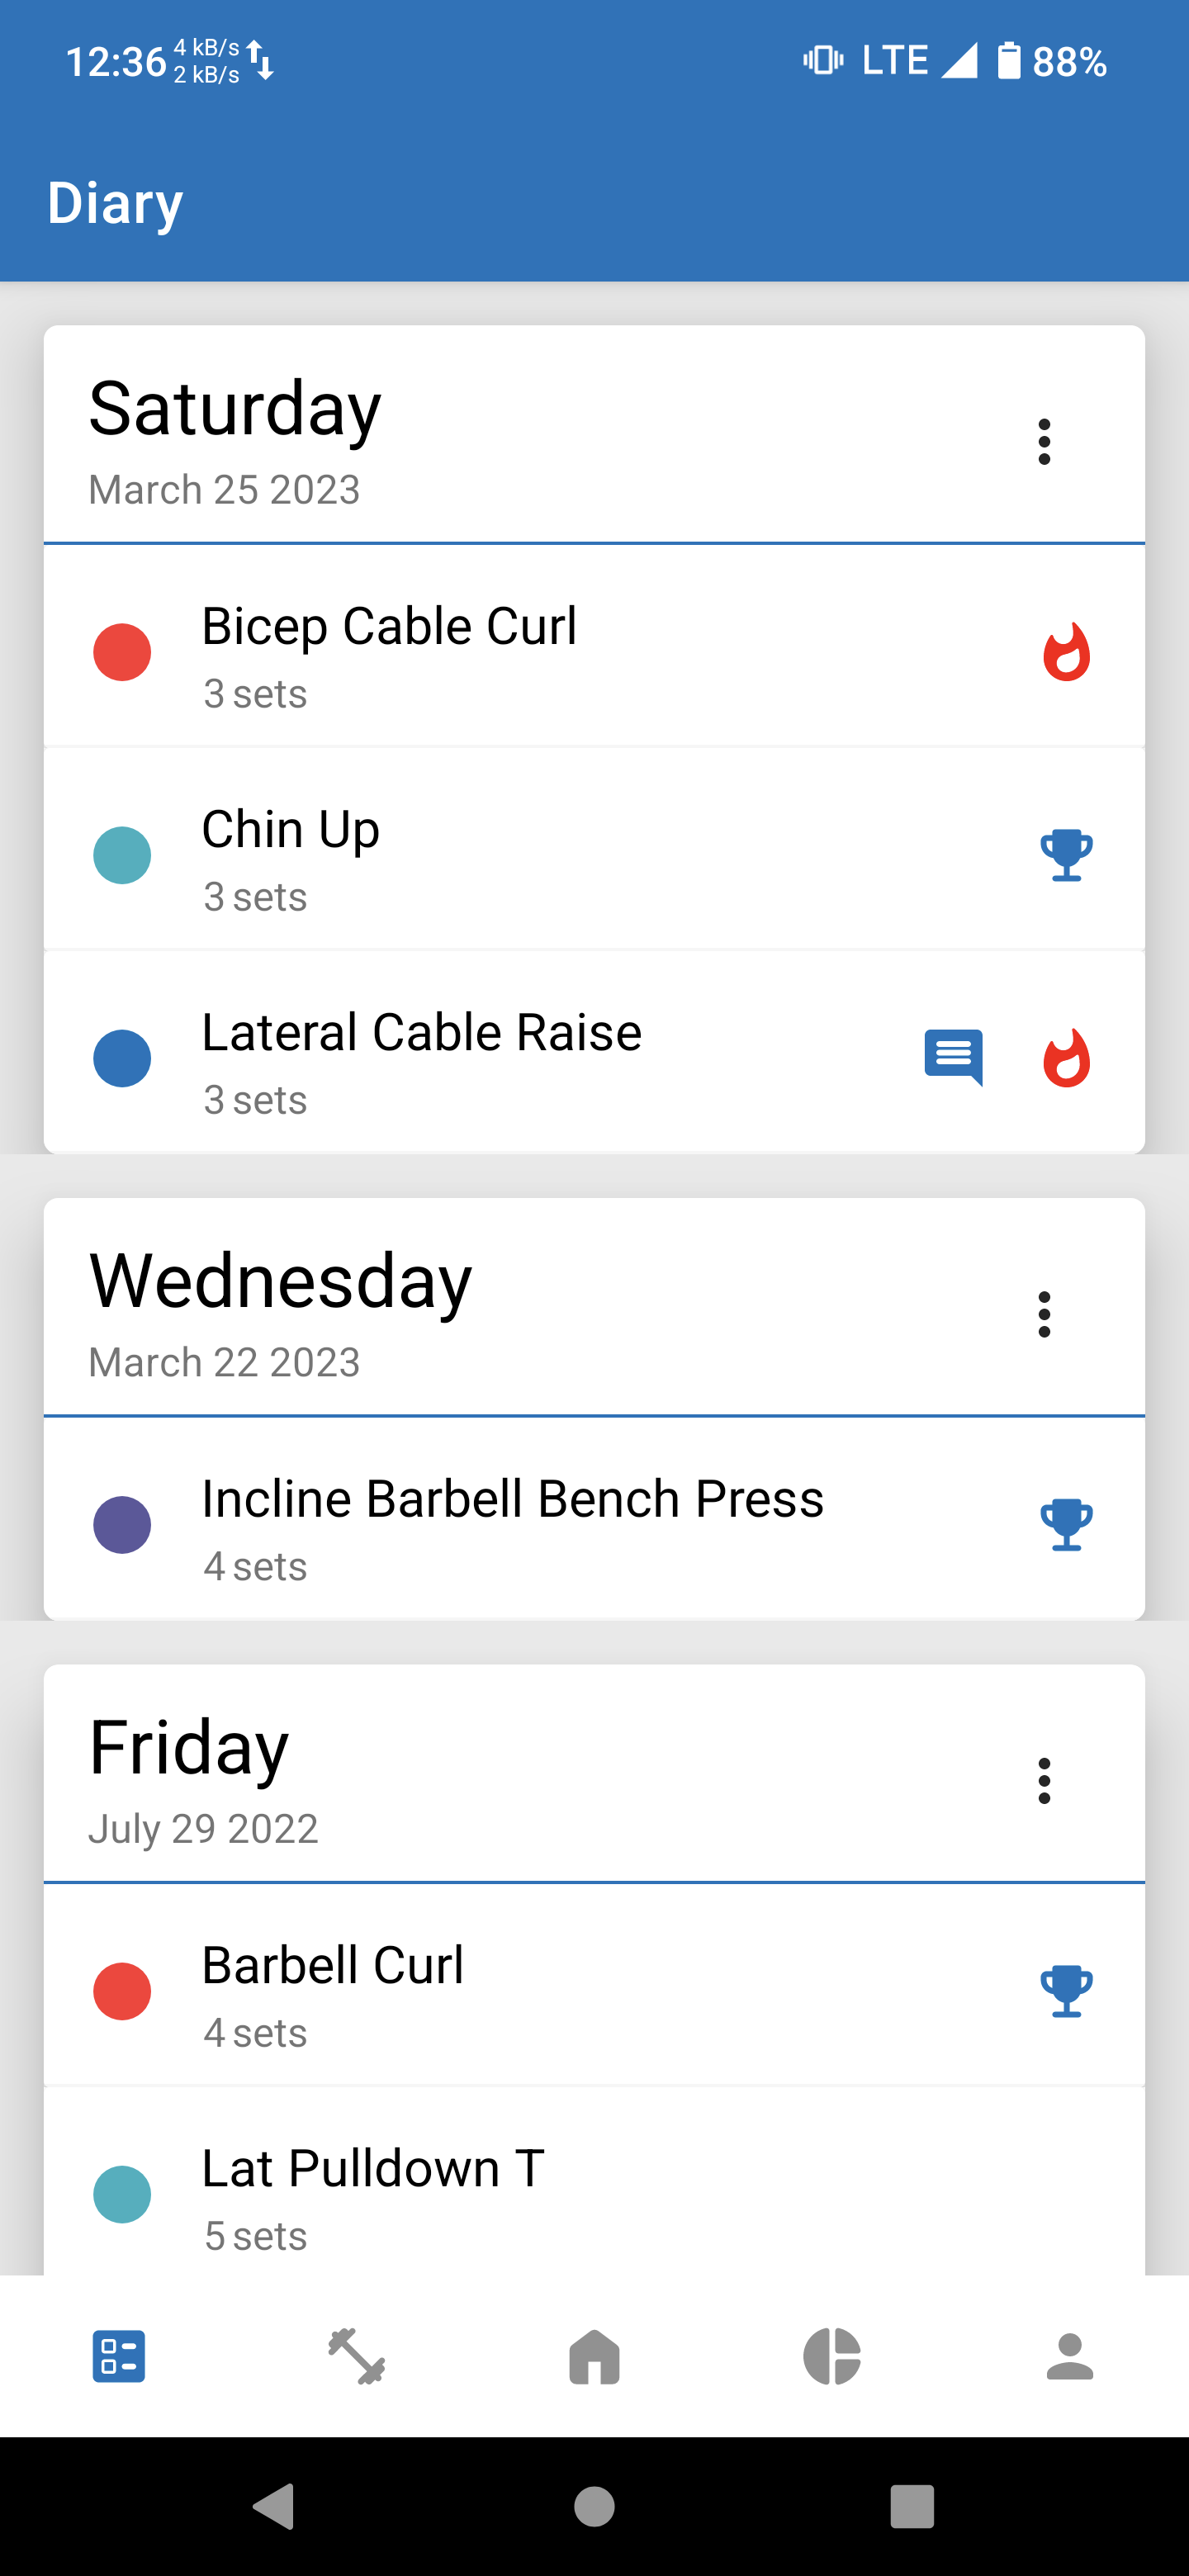 12:36 4 kB/s 2 kB/s LTE 88%
Diary
Saturday
March 25 2023
Bicep Cable Curl
3 sets
Chin Up
3 sets
Lateral Cable Raise
3 sets
Wednesday
March 22 2023
Incline Barbell Bench Press
4 sets
Friday
July 29 2022
Barbell Curl
4 sets
Lat Pulldown T
5 sets